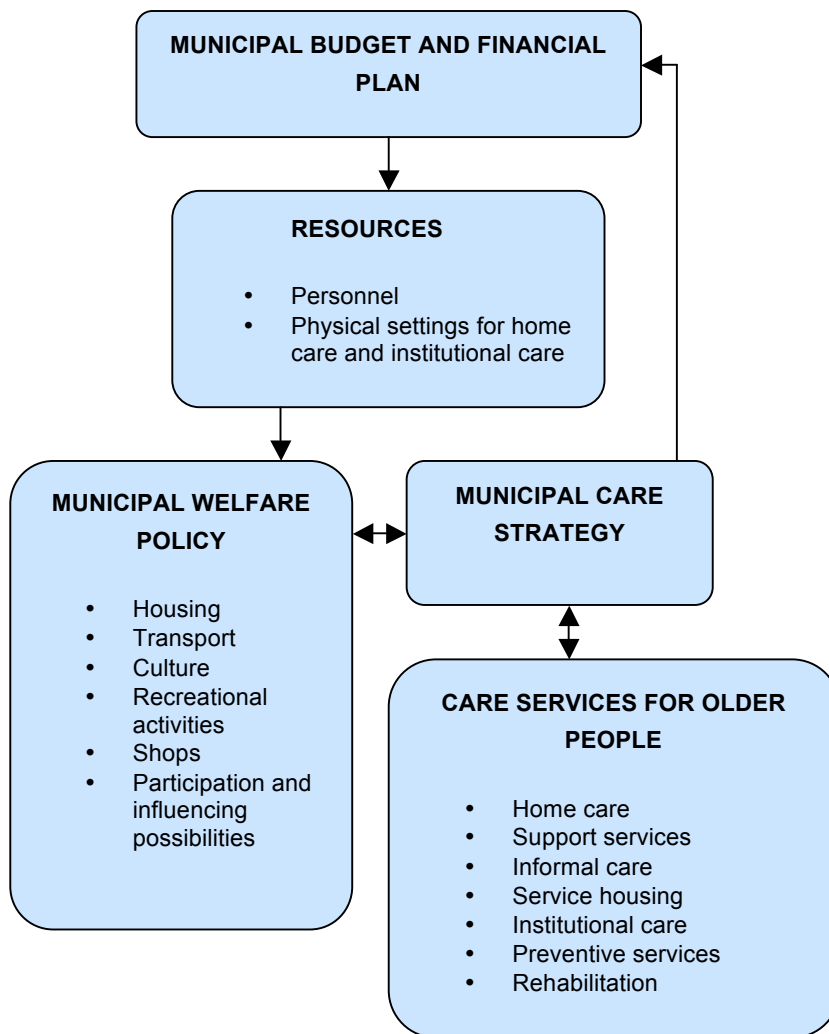 MUNICIPAL BUDGET AND FINANCIAL
PLAN
RESOURCES
• Personnel
• Physical settings for home
care and institutional care
MUNICIPAL WELFARE
POLICY
• Housing
• Transport
• Culture
• Recreational
activities
• Shops
• Participation and
influencing
possibilities
MUNICIPAL CARE
STRATEGY
CARE SERVICES FOR OLDER
PEOPLE
• Home care
• Support services
• Informal care
• Service housing
• Institutional care
• Preventive services
• Rehabilitation